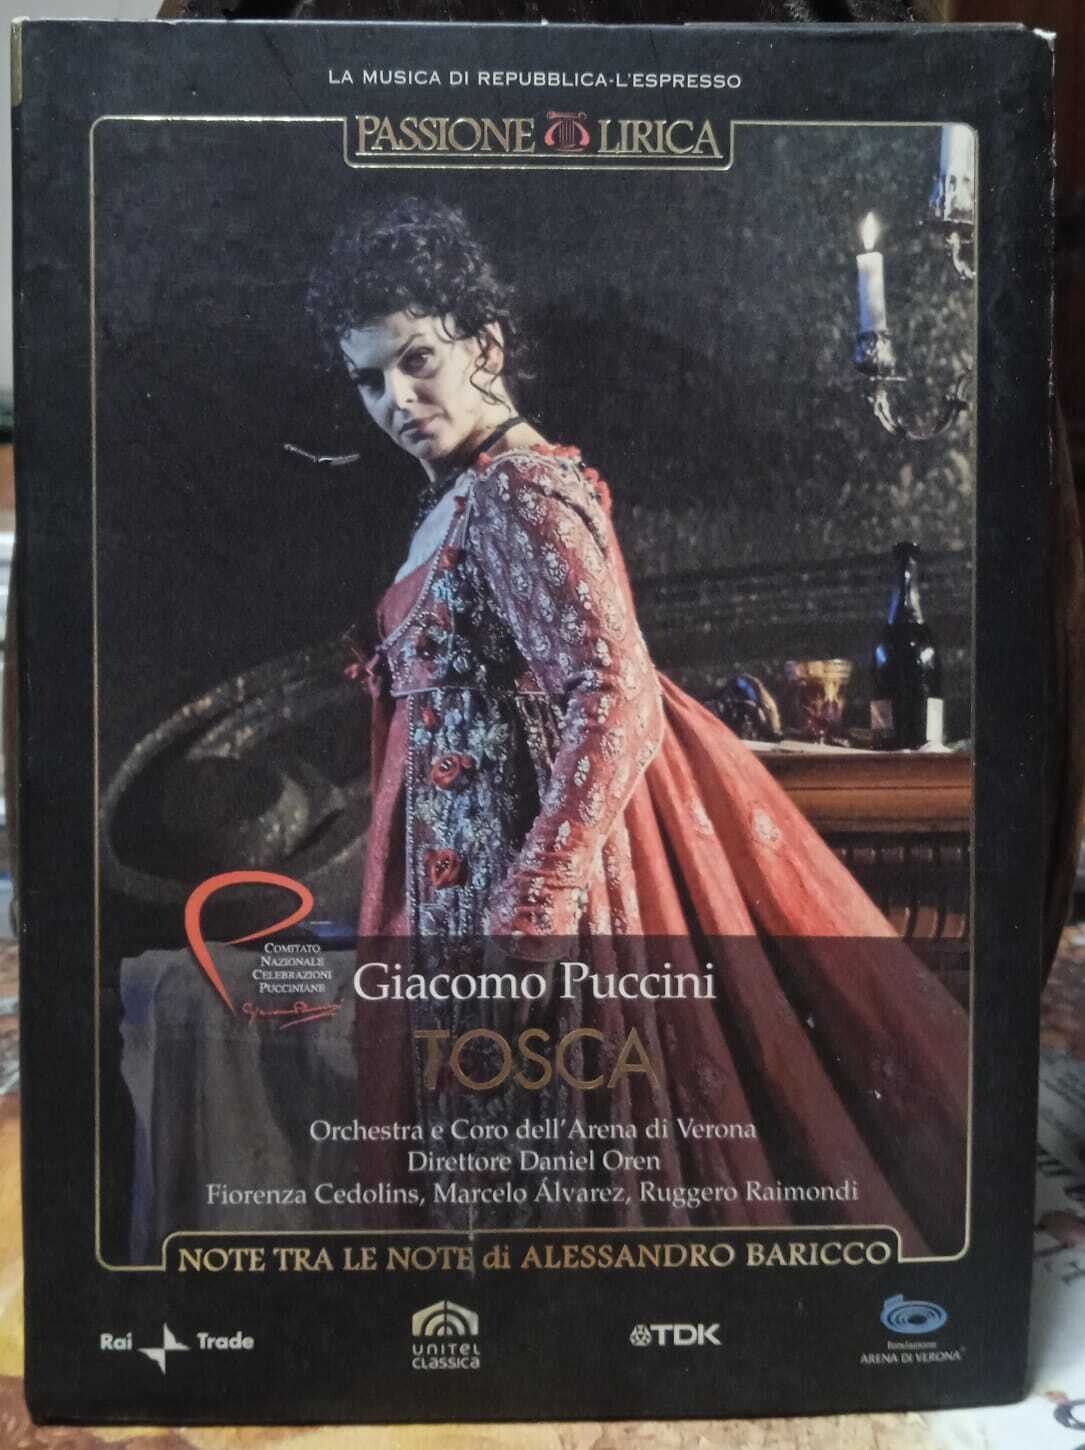 LA MUSICA DI REPUBBLICA-L'ESPRESSO
PASSIONE LIRICA
COMITATO
NAZIONALE
CELEBRAZIONI
PUCCINIANE
Giacomo Puccini
TOSCA
Orchestra e Coro dell'Arena di Verona
Direttore Daniel Oren
Fiorenza Cedolins, Marcelo Álvarez, Ruggero Raimondi
NOTE TRA LE NOTE di ALESSANDRO BARICCO
Rai Trade
UNITEL
CLASSICA
TDK
fondazione
ARENA DI VERONA